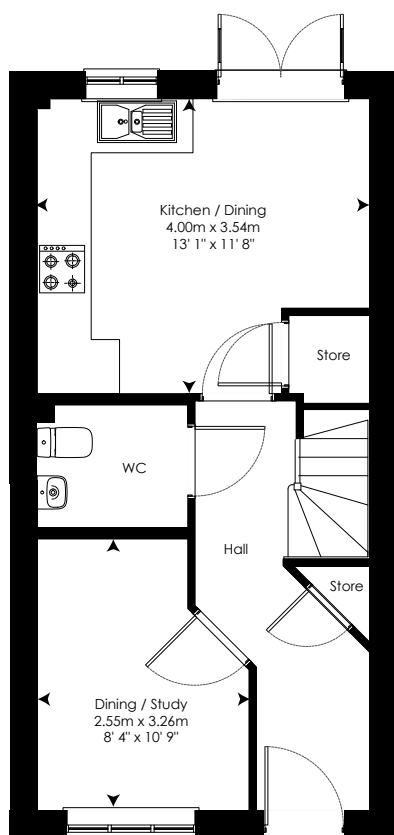 Kitchen / Dining
4.00m x 3.54m
13' 1" x 11' 8"
Store
WC
Hall
Store
Dining / Study
2.55m x 3.26m
8' 4" x 10' 9"